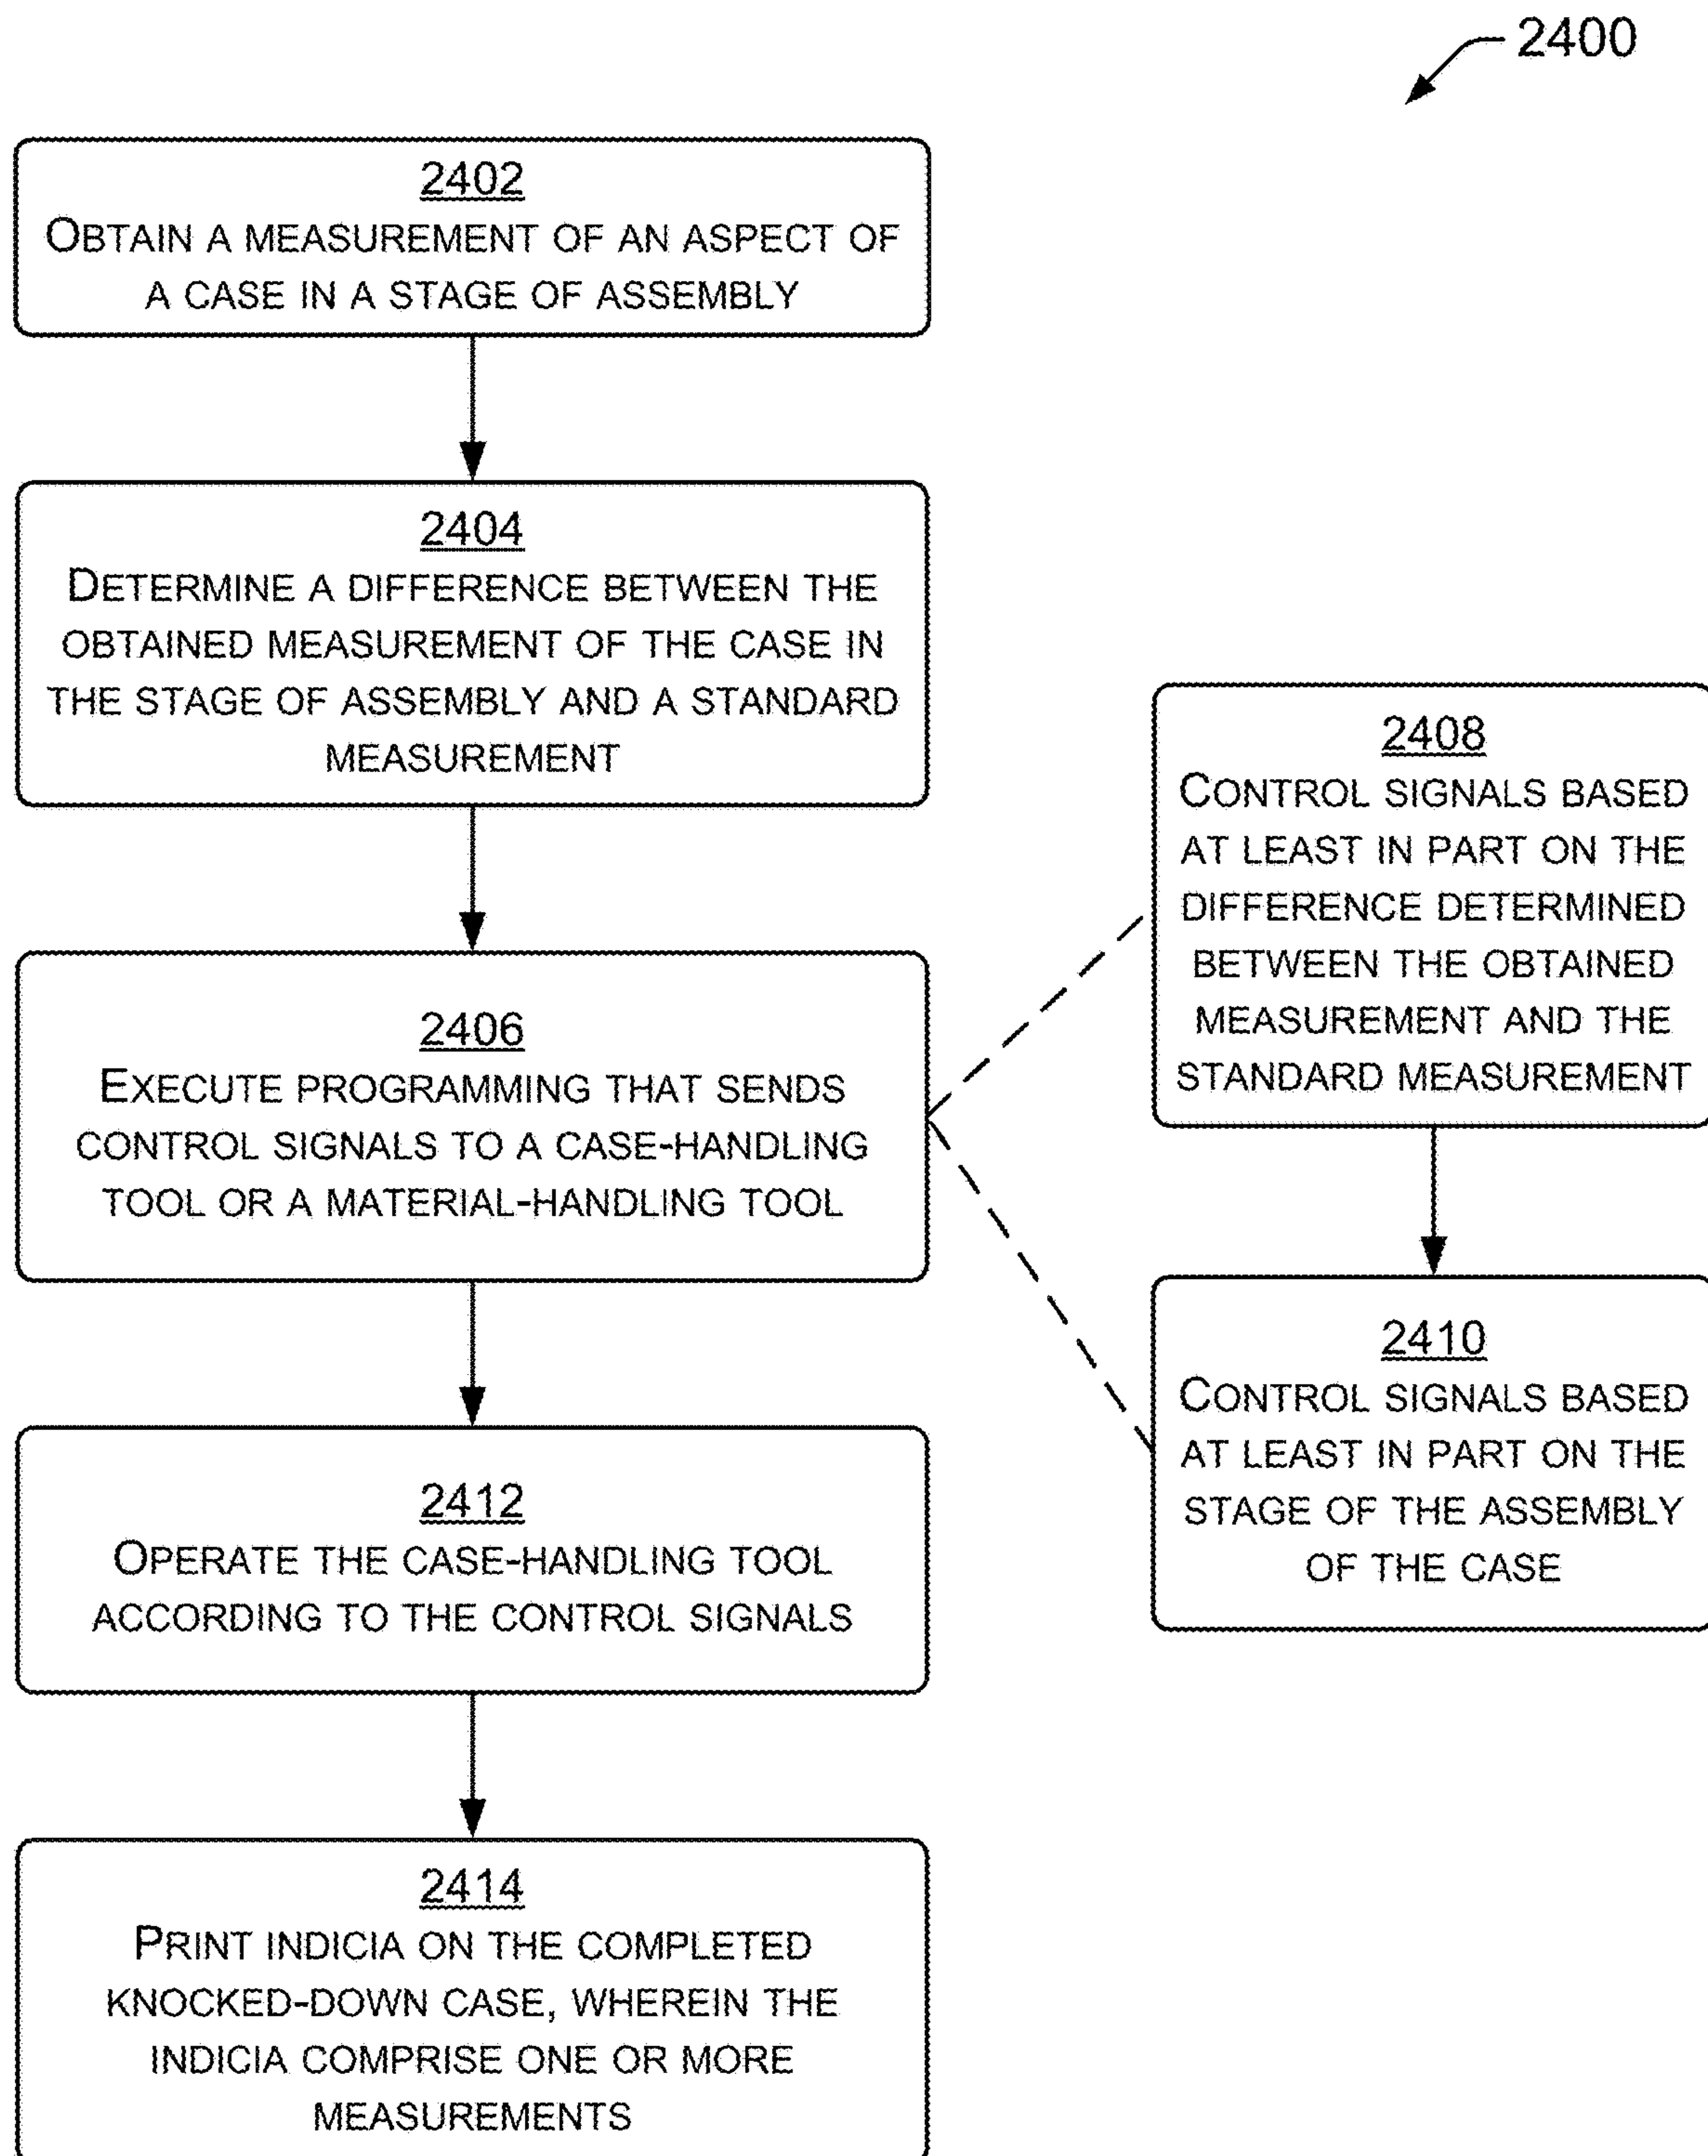 2400
2402
OBTAIN A MEASUREMENT OF AN ASPECT OF
A CASE IN A STAGE OF ASSEMBLY
2404
DETERMINE A DIFFERENCE BETWEEN THE
OBTAINED MEASUREMENT OF THE CASE IN
THE STAGE OF ASSEMBLY AND A STANDARD
MEASUREMENT
2406
EXECUTE PROGRAMMING THAT SENDS
CONTROL SIGNALS TO A CASE-HANDLING
TOOL OR A MATERIAL-HANDLING TOOL
2408
CONTROL SIGNALS BASED
AT LEAST IN PART ON THE
DIFFERENCE DETERMINED
BETWEEN THE OBTAINED
MEASUREMENT AND THE
STANDARD MEASUREMENT
2410
CONTROL SIGNALS BASED
AT LEAST IN PART ON THE
STAGE OF THE ASSEMBLY
OF THE CASE
2412
OPERATE THE CASE-HANDLING TOOL
ACCORDING TO THE CONTROL SIGNALS
2414
PRINT INDICIA ON THE COMPLETED
KNOCKED-DOWN CASE, WHEREIN THE
INDICIA COMPRISE ONE OR MORE
MEASUREMENTS